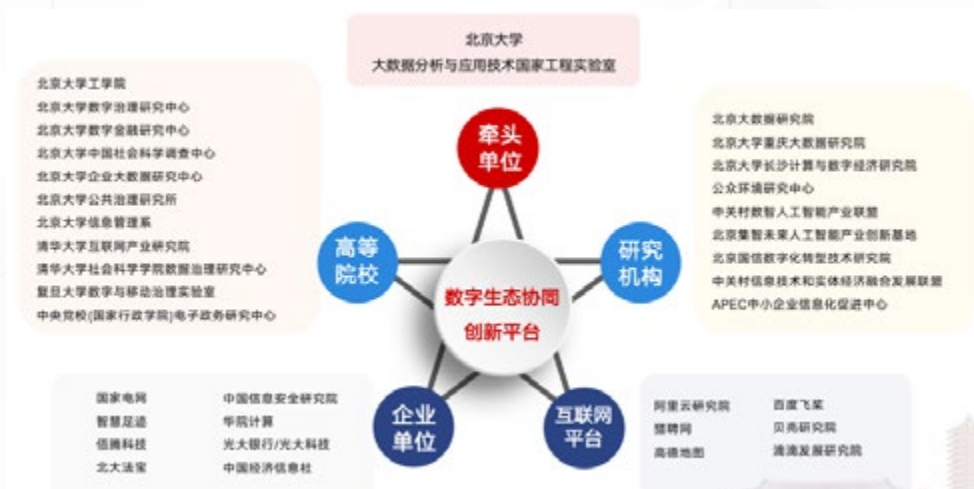 北京大学
大数据分析与应用技术国家工程实验室
北京大学工学院
北京大学数字治理研究中心
北京大学数字金融研究中心
北京大学中国社会科学调查中心
北京大学企业大数据研究中心
北京大学公共治理研究所
北京大学信息管理系
清华大学互联网产业研究院
清华大学社会科学学院数据治理研究中心
复旦大学数字与移动治理实验室
中央党校(国家行政学院)电子政务研究中心
牵头
单位
高等
院校
研究
机构
数字生态协同
创新平台
北京大数据研究院
北京大学重庆大数据研究院
北京大学长沙计算与数字经济研究院
公众环境研究中心
中关村数智人工智能产业联盟
北京集智未来人工智能产业创新基地
北京国信数字化转型技术研究院
中关村信息技术和实体经济融合发展联盟
APEC中小企业信息化促进中心
企业
单位
互联网
平台
国家电网 中国信息安全研究院
智慧足迹 华院计算
佰腾科技 光大银行/光大科技
北大法宝 中国经济信息社
阿里云研究院 百度飞桨
猎聘网 贝壳研究院
高德地图 滴滴发展研究院